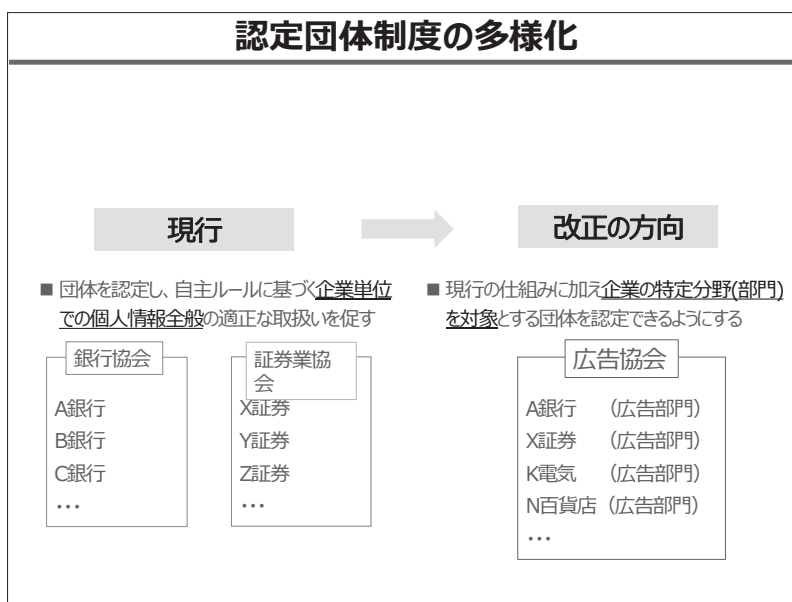 認定団体制度の多様化
現行
改正の方向
■ 団体を認定し、自主ルールに基づく企業単位
での個人情報全般の適正な取扱いを促す
■ 現行の仕組みに加え企業の特定分野(部門)
を対象とする団体を認定できるようにする
銀行協会
A銀行
B銀行
C銀行
…
証券業協
会
X証券
Y証券
Z証券
…
広告協会
A銀行 （広告部門）
X証券 （広告部門）
K電気 （広告部門）
N百貨店（広告部門）
…